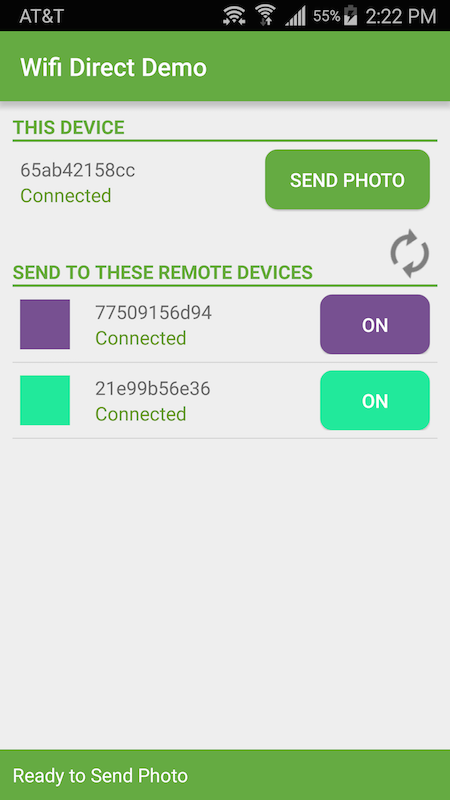 AT&T 55% 2:22 PM
Wifi Direct Demo
THIS DEVICE
65ab42158cc
Connected
SEND PHOTO
SEND TO THESE REMOTE DEVICES
77509156d94
Connected
ON
21e99b56e36
Connected
ON
Ready to Send Photo